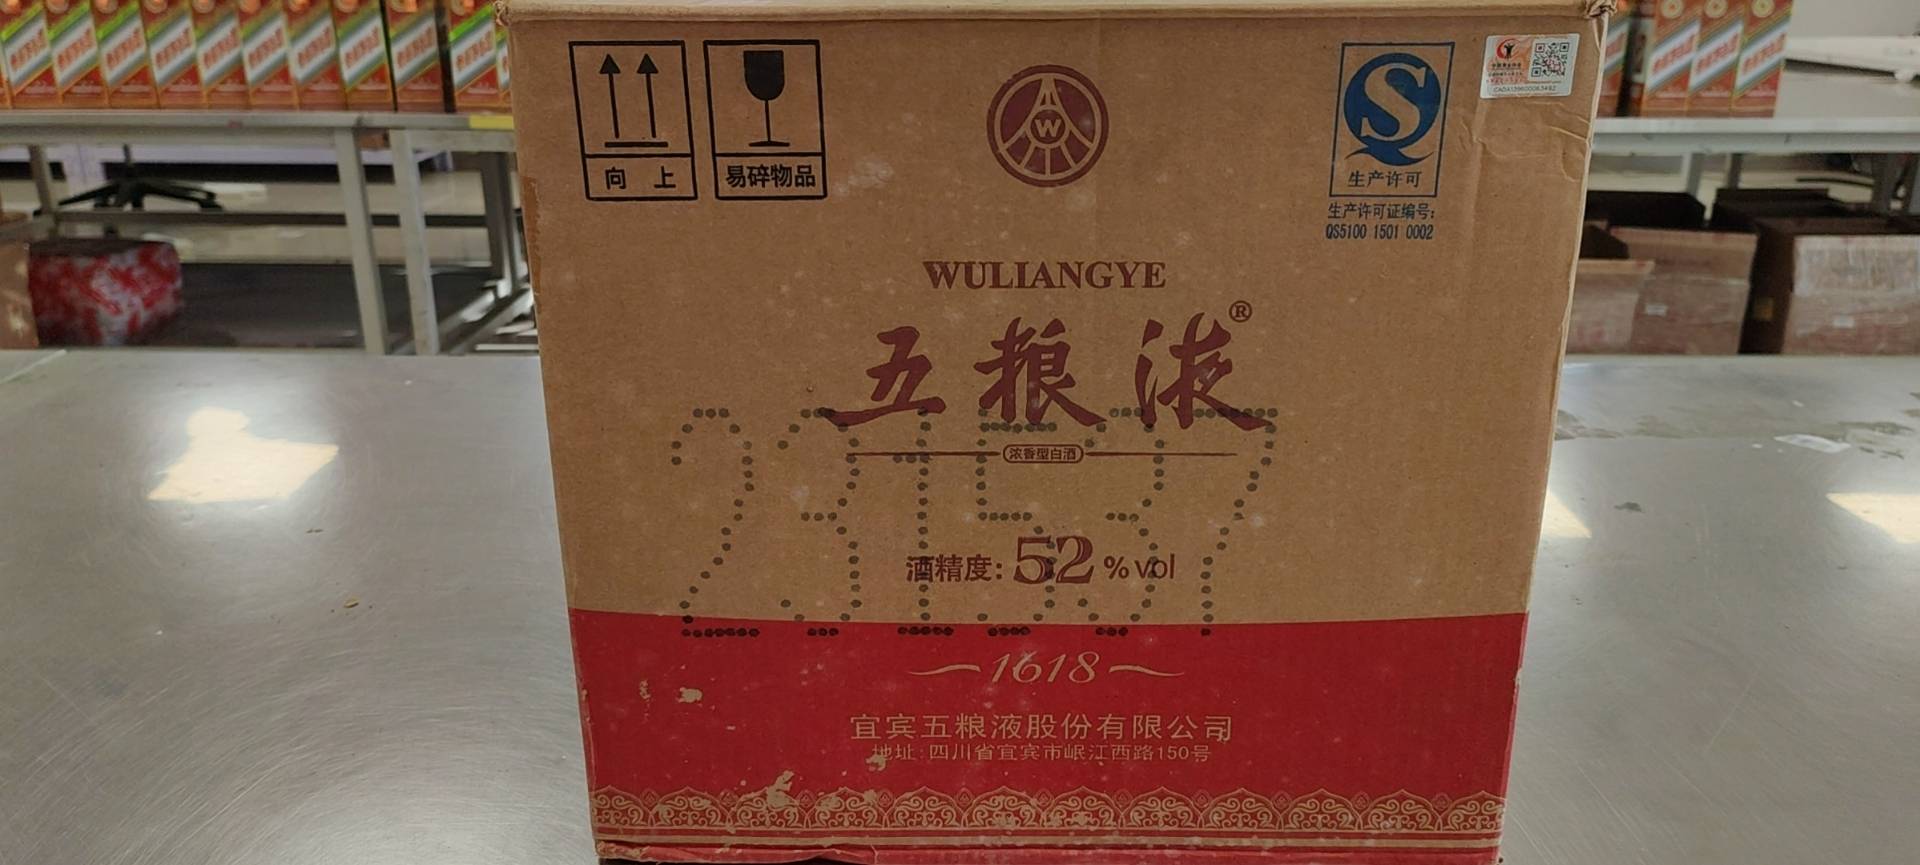 向 上
易碎物品
W
S
生产许可
生产许可证编号:
QS5100 1501 0002
WULIANGYE
五粮液®
浓香型白酒
231537
酒精度: 52 %vol
1618
宜宾五粮液股份有限公司
地址:四川省宜宾市岷江西路150号